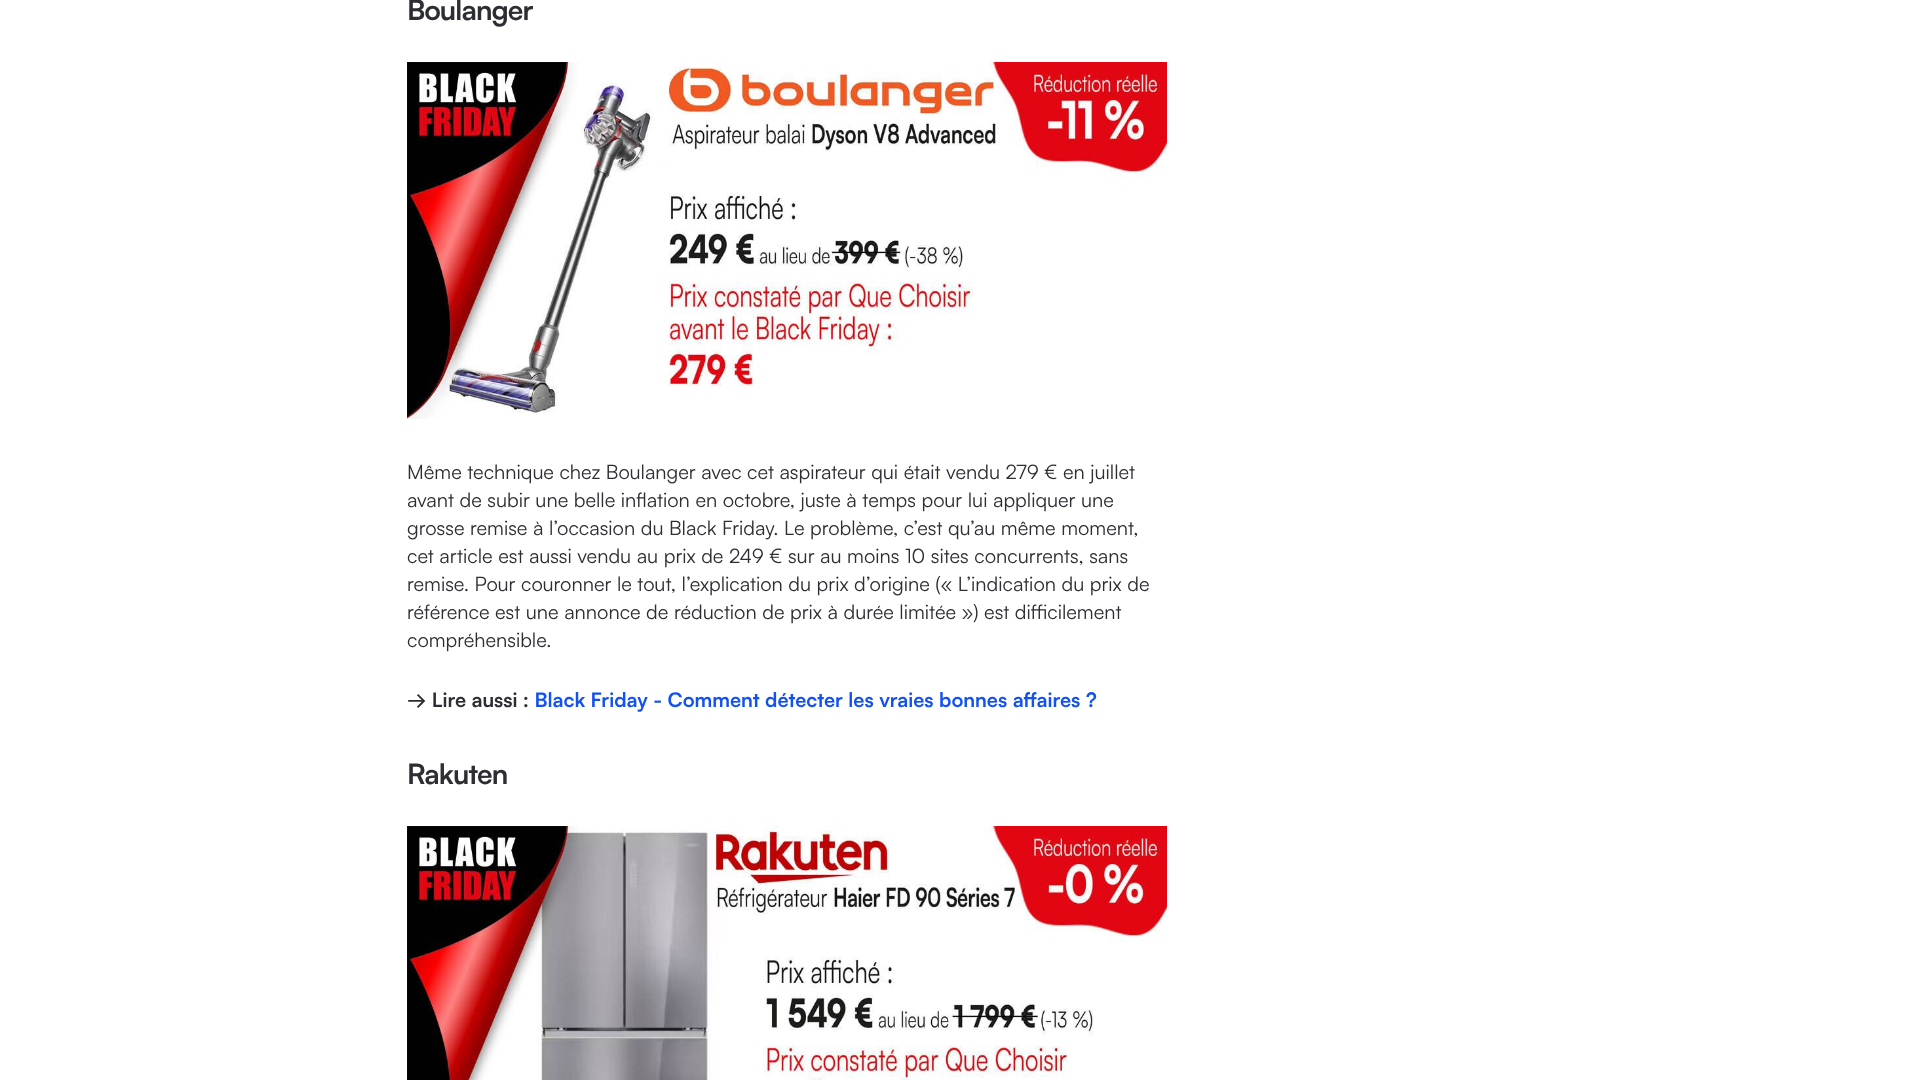 Boulanger
BLACK
FRIDAY
boulanger
Aspirateur balai Dyson V8 Advanced
Réduction réelle
-11 %
Prix affiché :
249 € au lieu de 399 € (-38 %)
Prix constaté par Que Choisir
avant le Black Friday :
279 €
Même technique chez Boulanger avec cet aspirateur qui était vendu 279 € en juillet
avant de subir une belle inflation en octobre, juste à temps pour lui appliquer une
grosse remise à l’occasion du Black Friday. Le problème, c’est qu’au même moment,
cet article est aussi vendu au prix de 249 € sur au moins 10 sites concurrents, sans
remise. Pour couronner le tout, l’explication du prix d’origine (« L’indication du prix de
référence est une annonce de réduction de prix à durée limitée ») est difficilement
compréhensible.
→ Lire aussi : Black Friday - Comment détecter les vraies bonnes affaires ?
Rakuten
BLACK
FRIDAY
Rakuten
Réfrigérateur Haier FD 90 Séries 7
Réduction réelle
-0 %
Prix affiché :
1 549 € au lieu de 1 799 € (-13 %)
Prix constaté par Que Choisir